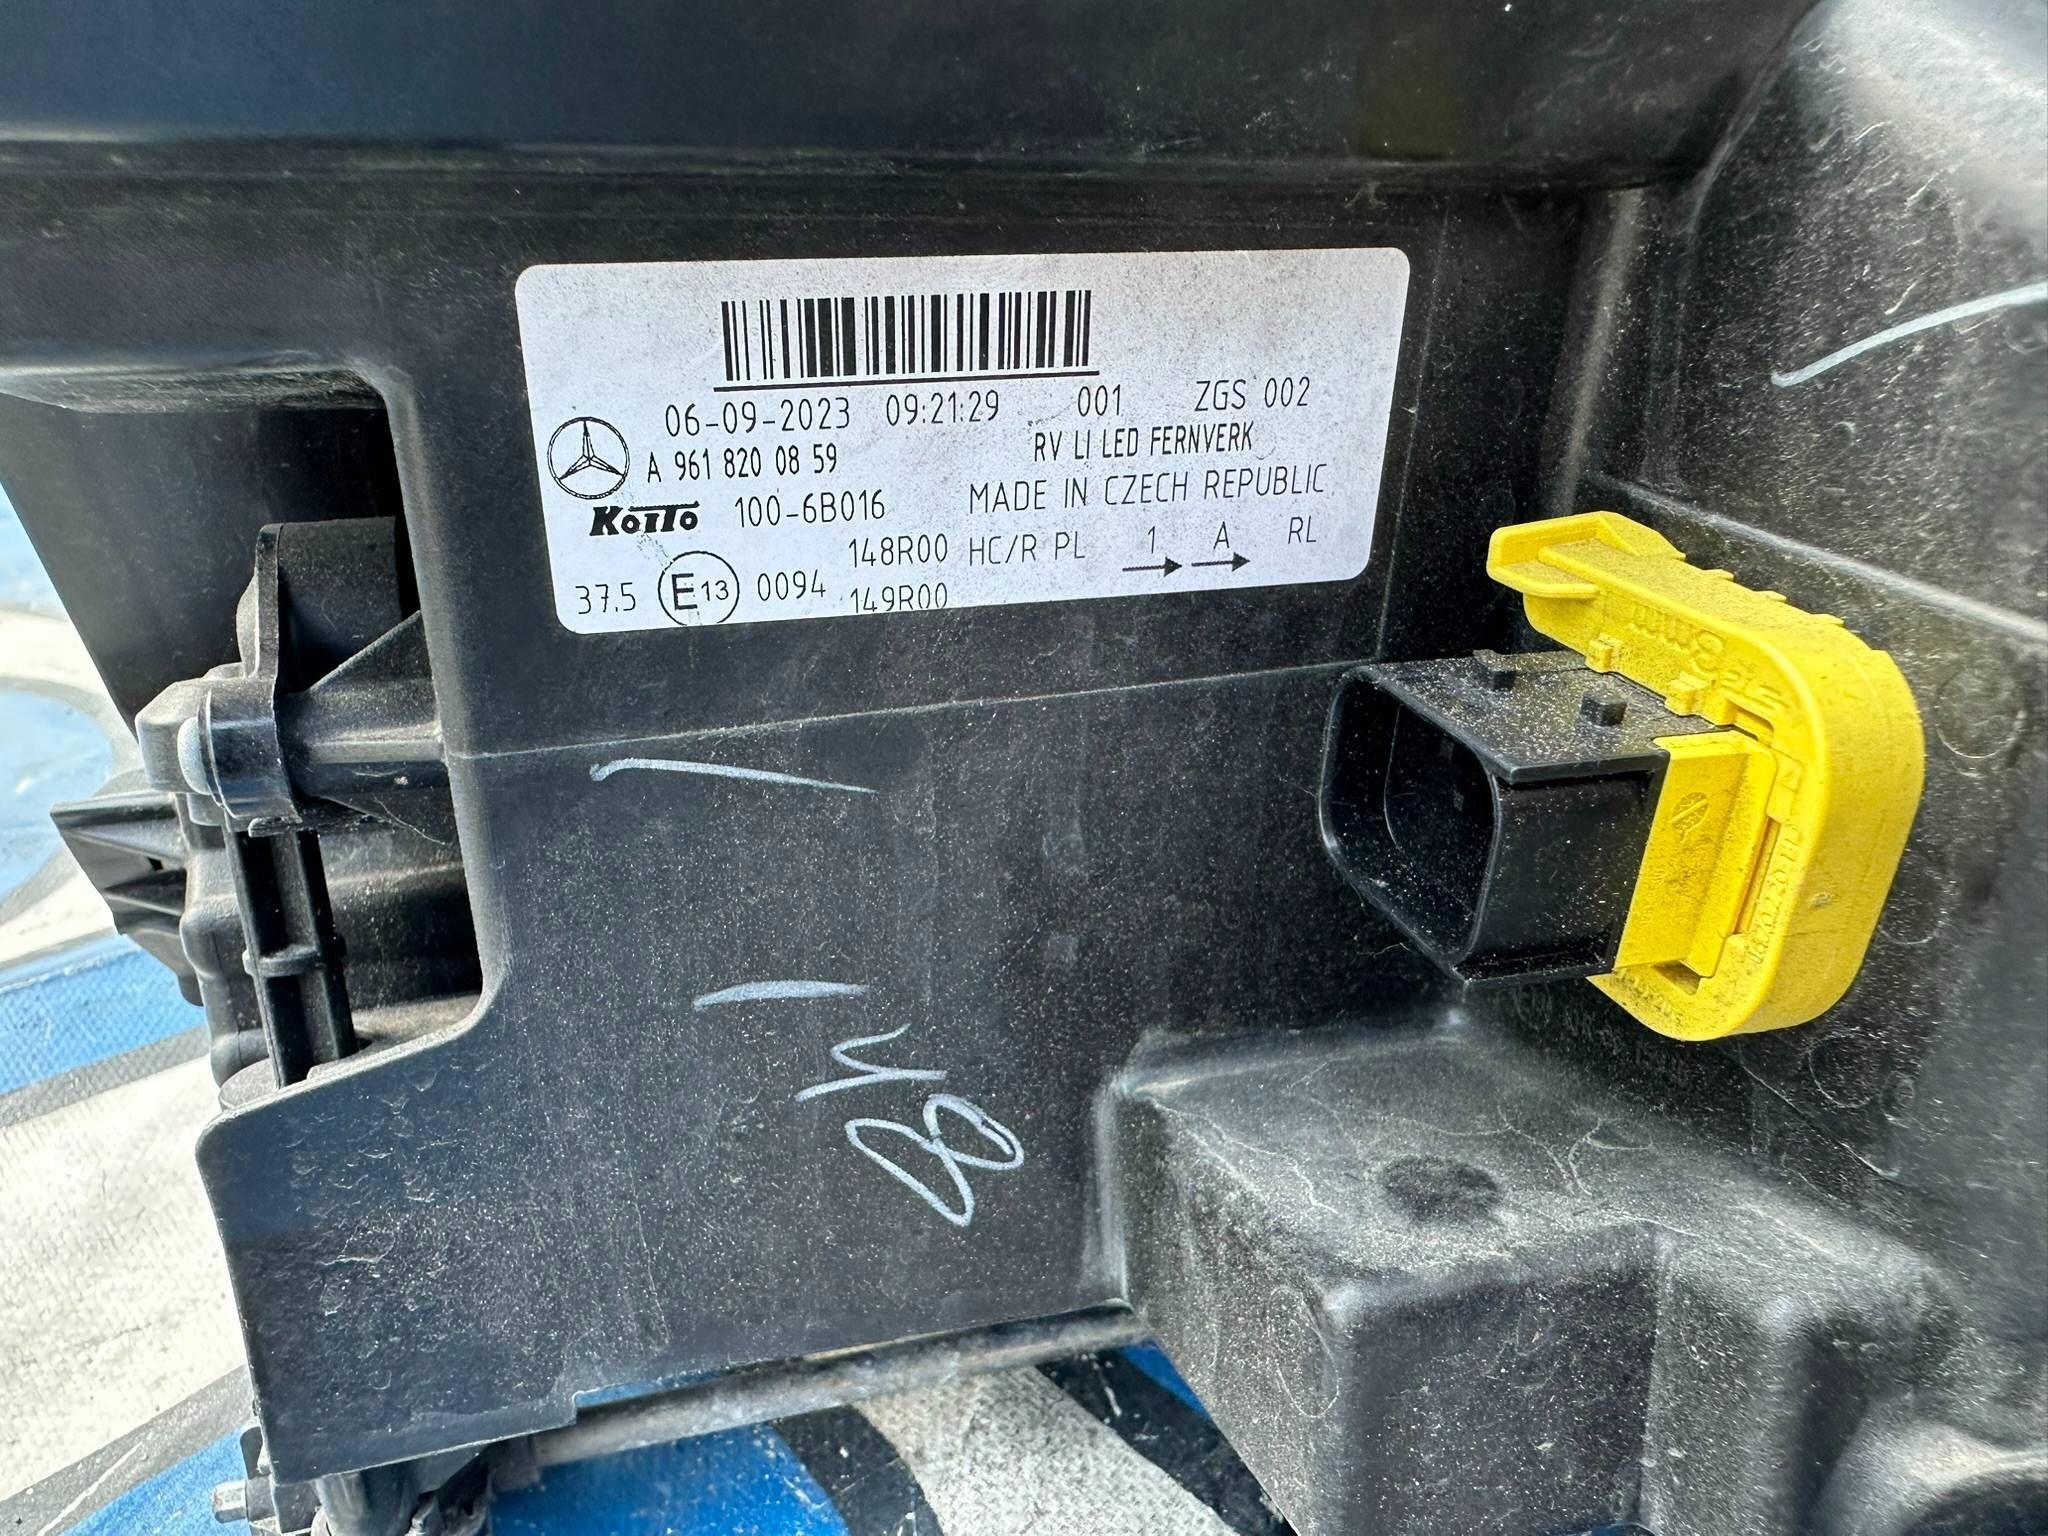 06-09-2023 09:21:29 001 ZGS 002
A 961 820 08 59 RV LI LED FERNVERK
KOITO 100-6B016 MADE IN CZECH REPUBLIC
148R00 HC/R PL 1 A RL
37.5 E13 0094 149R00